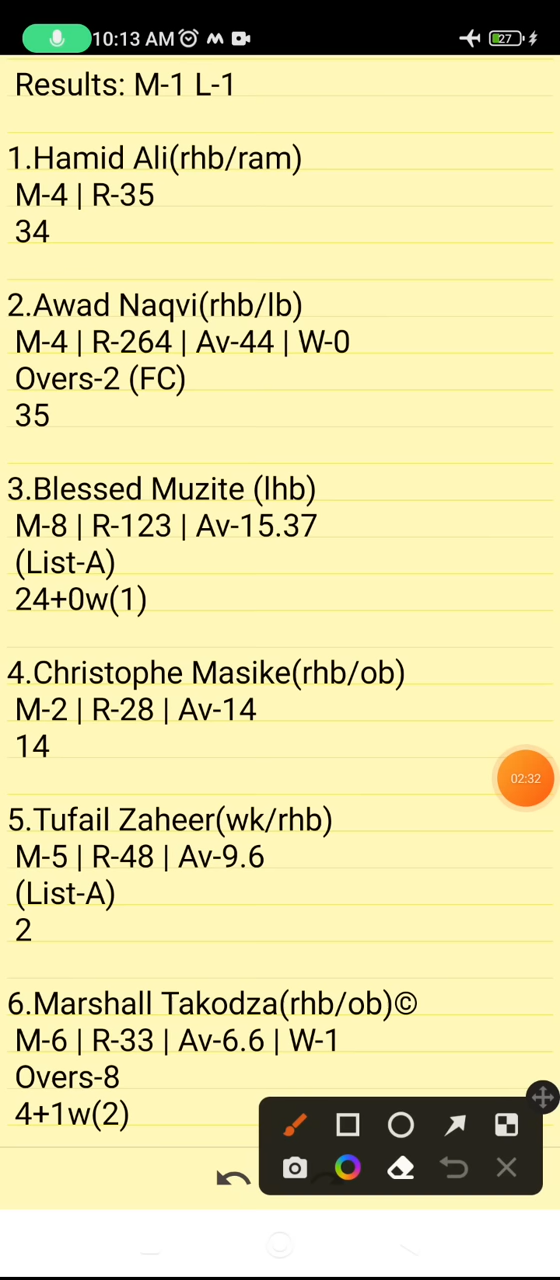 10:13 AM
27
Results: M-1 L-1
1.Hamid Ali(rhb/ram)
M-4 | R-35
34
2.Awad Naqvi(rhb/lb)
M-4 | R-264 | Av-44 | W-0
Overs-2 (FC)
35
3.Blessed Muzite (lhb)
M-8 | R-123 | Av-15.37
(List-A)
24+0w(1)
4.Christophe Masike(rhb/ob)
M-2 | R-28 | Av-14
14
02:32
5.Tufail Zaheer(wk/rhb)
M-5 | R-48 | Av-9.6
(List-A)
2
6.Marshall Takodza(rhb/ob)©
M-6 | R-33 | Av-6.6 | W-1
Overs-8
4+1w(2)